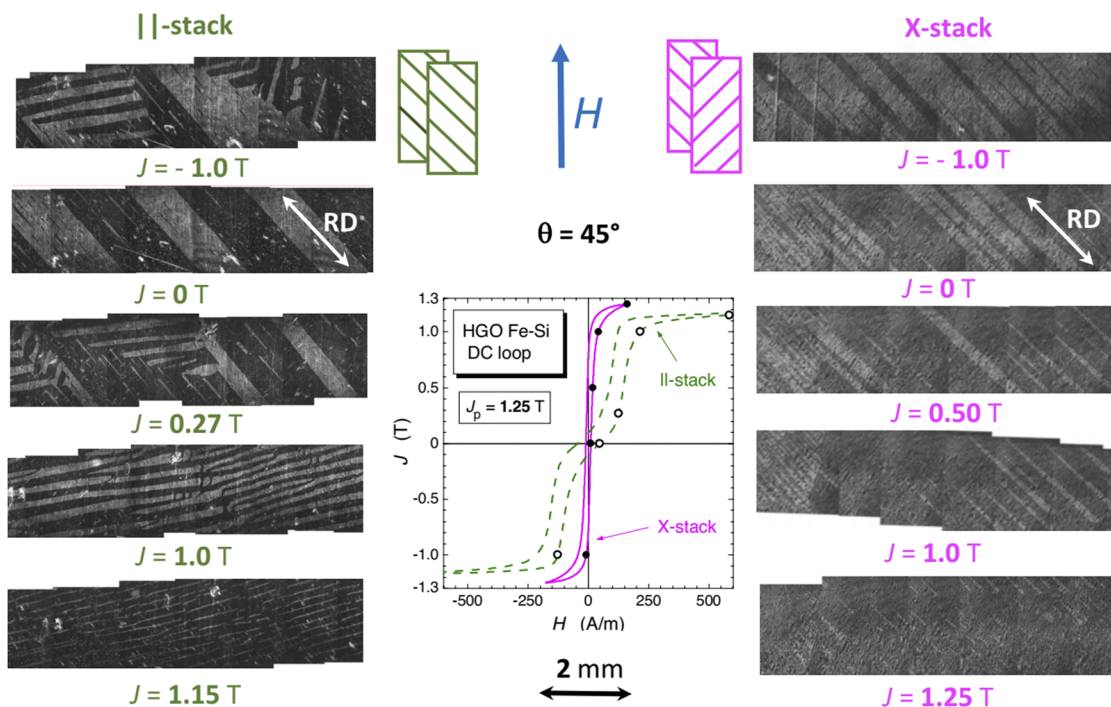 ||-stack
X-stack
H
J = - 1.0 T
J = - 1.0 T
RD
RD
θ = 45°
J = 0 T
J = 0 T
1.3
1.0
0.5
0
-0.5
-1.0
-1.3
J (T)
HGO Fe-Si
DC loop
Jp = 1.25 T
II-stack
X-stack
-500
-250
0
250
500
H (A/m)
J = 0.27 T
J = 0.50 T
J = 1.0 T
J = 1.0 T
2 mm
J = 1.15 T
J = 1.25 T